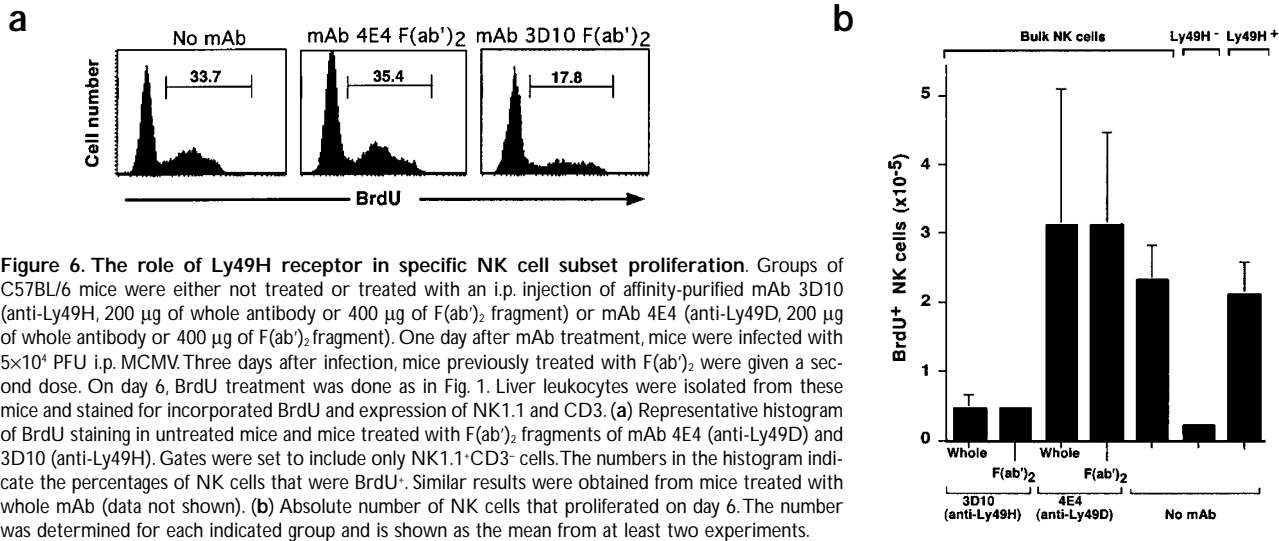 a
No mAb
mAb 4E4 F(ab')2
mAb 3D10 F(ab')2
33.7
35.4
17.8
Cell number
BrdU
Figure 6. The role of Ly49H receptor in specific NK cell subset proliferation. Groups of
C57BL/6 mice were either not treated or treated with an i.p. injection of affinity-purified mAb 3D10
(anti-Ly49H, 200 µg of whole antibody or 400 µg of F(ab')2 fragment) or mAb 4E4 (anti-Ly49D, 200 µg
of whole antibody or 400 µg of F(ab')2 fragment). One day after mAb treatment, mice were infected with
5×10⁴ PFU i.p. MCMV. Three days after infection, mice previously treated with F(ab')2 were given a sec-
ond dose. On day 6, BrdU treatment was done as in Fig. 1. Liver leukocytes were isolated from these
mice and stained for incorporated BrdU and expression of NK1.1 and CD3. (a) Representative histogram
of BrdU staining in untreated mice and mice treated with F(ab')2 fragments of mAb 4E4 (anti-Ly49D) and
3D10 (anti-Ly49H). Gates were set to include only NK1.1⁺CD3⁻ cells. The numbers in the histogram indi-
cate the percentages of NK cells that were BrdU⁺. Similar results were obtained from mice treated with
whole mAb (data not shown). (b) Absolute number of NK cells that proliferated on day 6. The number
was determined for each indicated group and is shown as the mean from at least two experiments.
b
Bulk NK cells
Ly49H⁻
Ly49H⁺
BrdU⁺ NK cells (x10⁻⁵)
5
4
3
2
1
0
Whole
F(ab')2
Whole
F(ab')2
3D10
(anti-Ly49H)
4E4
(anti-Ly49D)
No mAb